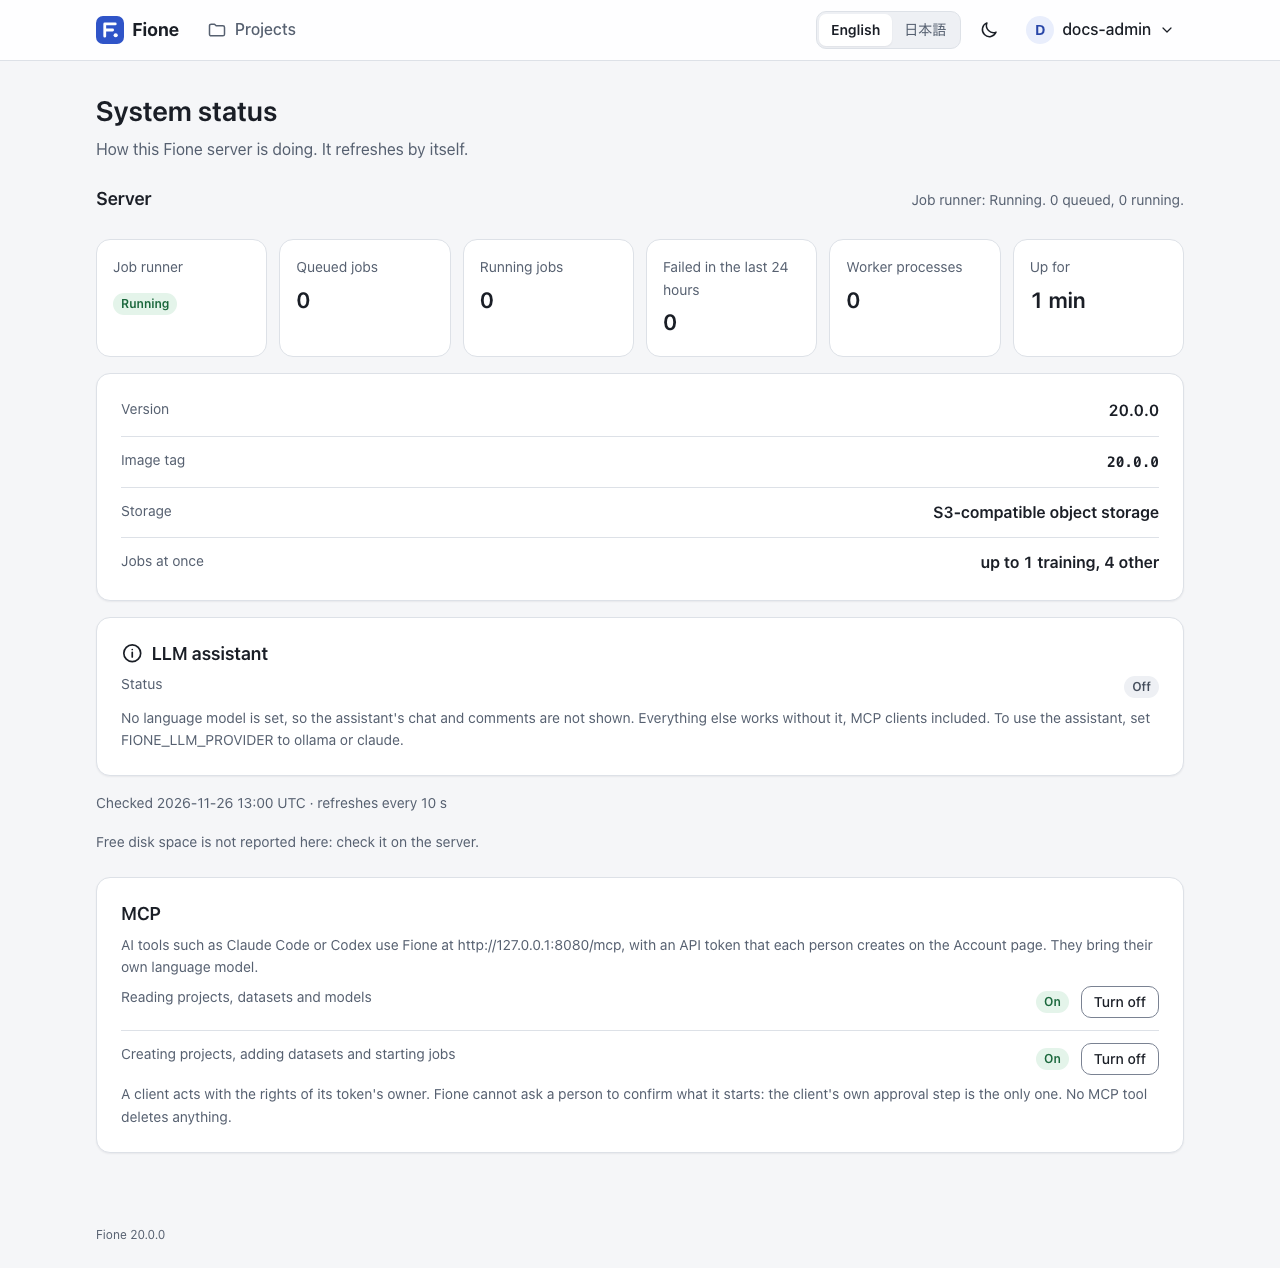 F.
Fione
Projects
English
日本語
D
docs-admin
System status
How this Fione server is doing. It refreshes by itself.
Server
Job runner: Running. 0 queued, 0 running.
Job runner
Running
Queued jobs
0
Running jobs
0
Failed in the last 24
hours
0
Worker processes
0
Up for
1 min
Version
20.0.0
Image tag
20.0.0
Storage
S3-compatible object storage
Jobs at once
up to 1 training, 4 other
LLM assistant
Status
Off
No language model is set, so the assistant's chat and comments are not shown. Everything else works without it, MCP clients included. To use the assistant, set
FIONE_LLM_PROVIDER to ollama or claude.
Checked 2026-11-26 13:00 UTC · refreshes every 10 s
Free disk space is not reported here: check it on the server.
MCP
AI tools such as Claude Code or Codex use Fione at http://127.0.0.1:8080/mcp, with an API token that each person creates on the Account page. They bring their
own language model.
Reading projects, datasets and models
On
Turn off
Creating projects, adding datasets and starting jobs
On
Turn off
A client acts with the rights of its token's owner. Fione cannot ask a person to confirm what it starts: the client's own approval step is the only one. No MCP tool
deletes anything.
Fione 20.0.0